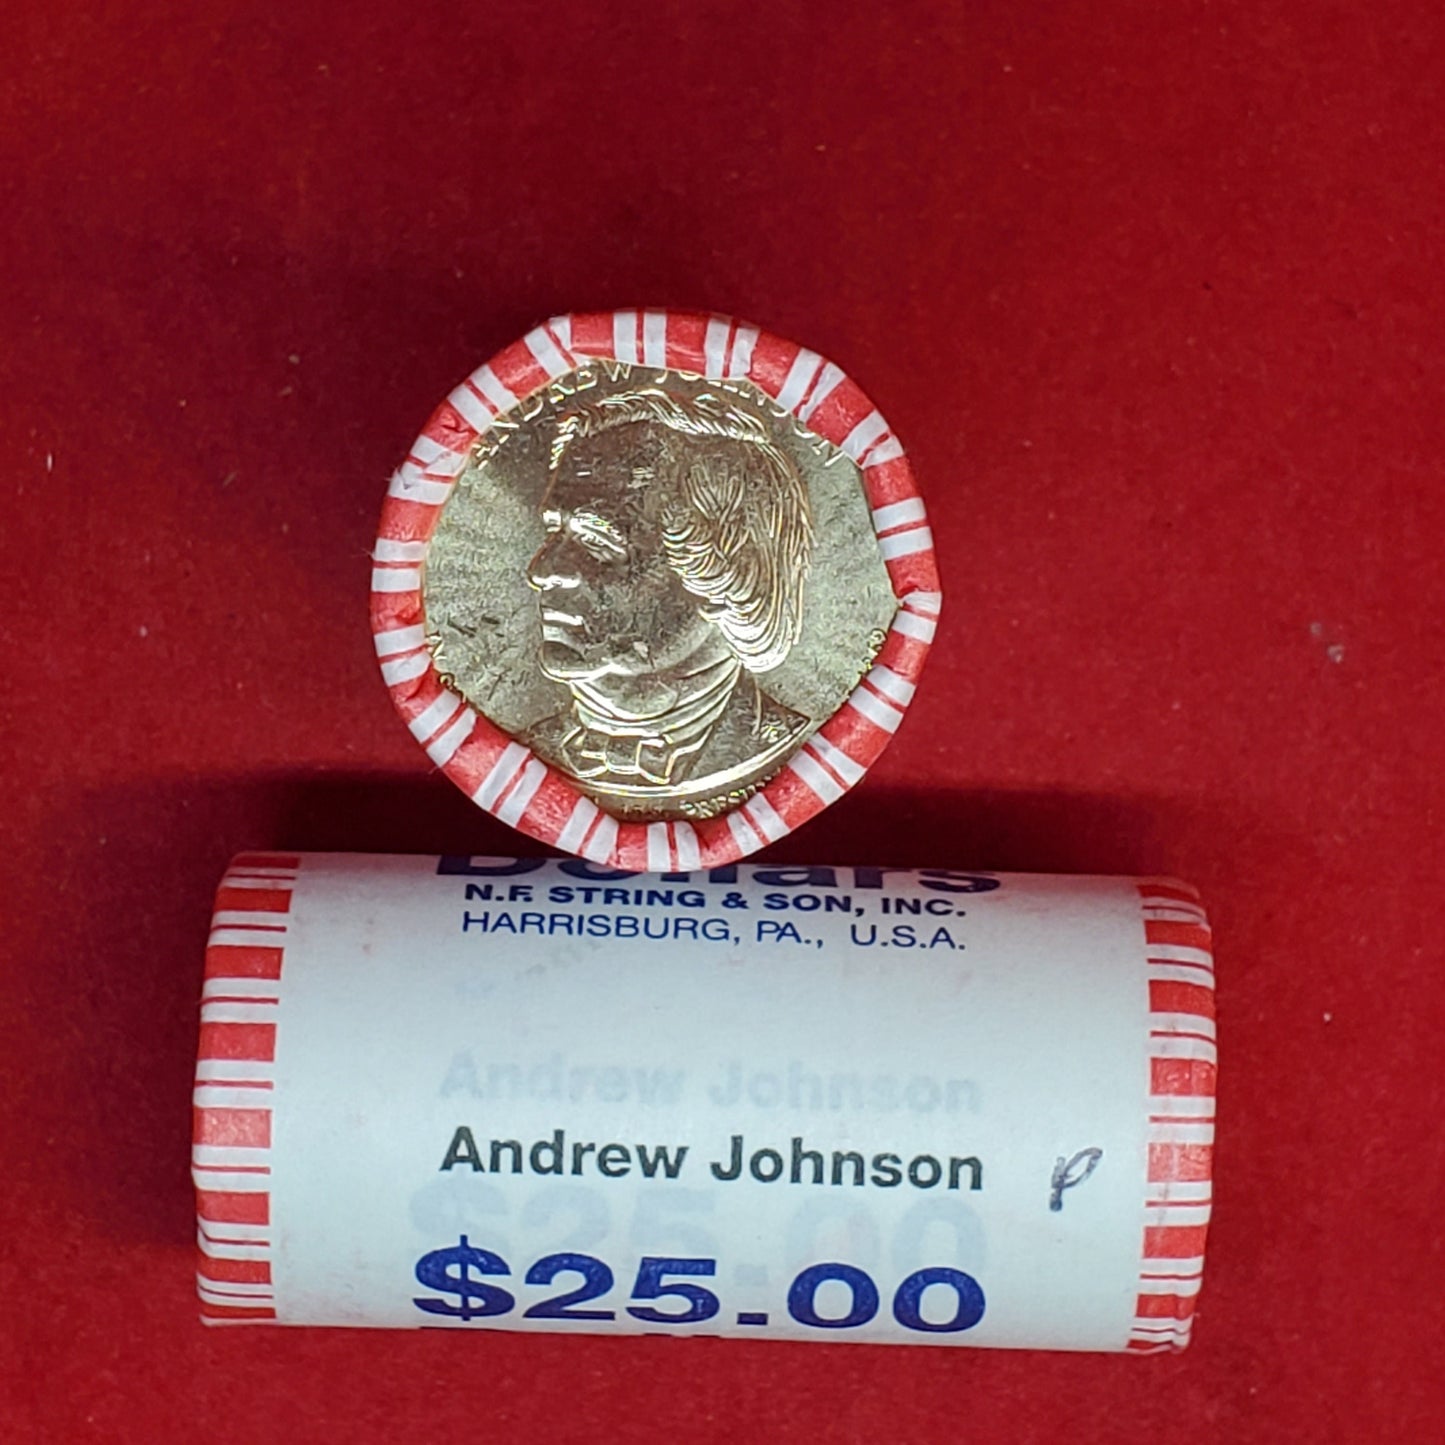 ANDREW JOHNSON
Dollars
N.F. STRING & SON, INC.
HARRISBURG, PA., U.S.A.
Andrew Johnson
Andrew Johnson P
$25.00
$25.00